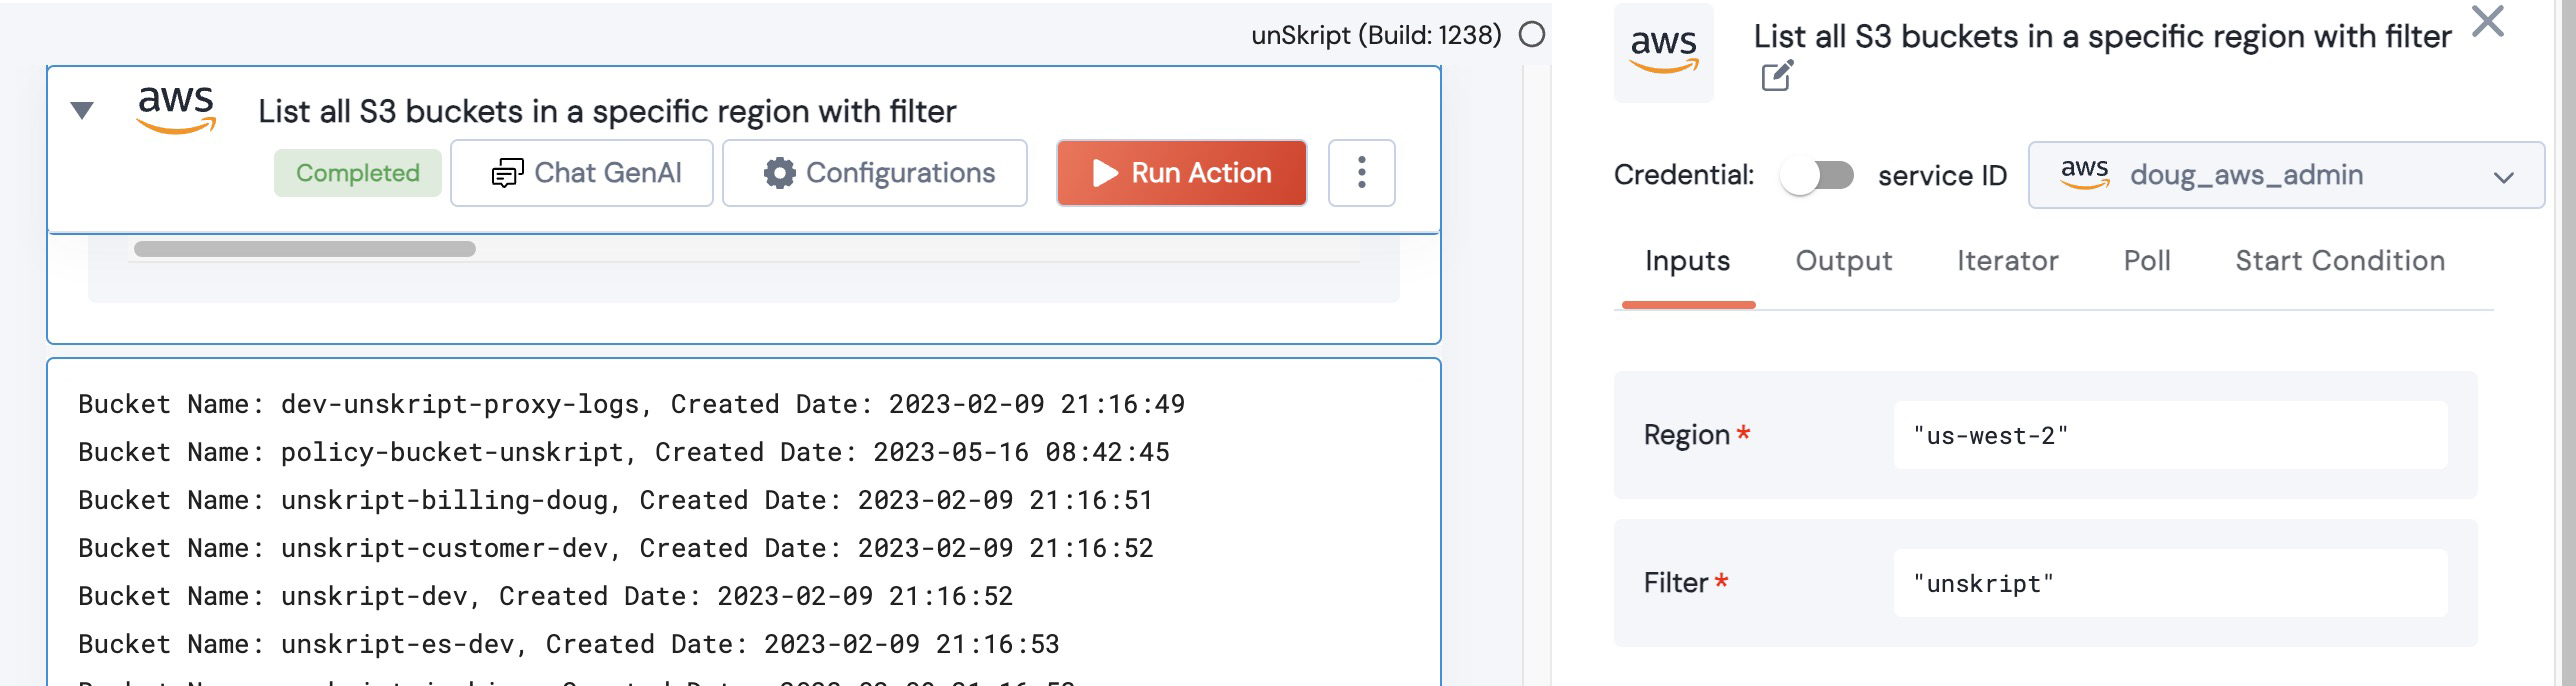 unSkript (Build: 1238)
aws
List all S3 buckets in a specific region with filter
Completed
Chat GenAI
Configurations
Run Action
Bucket Name: dev-unskript-proxy-logs, Created Date: 2023-02-09 21:16:49
Bucket Name: policy-bucket-unskript, Created Date: 2023-05-16 08:42:45
Bucket Name: unskript-billing-doug, Created Date: 2023-02-09 21:16:51
Bucket Name: unskript-customer-dev, Created Date: 2023-02-09 21:16:52
Bucket Name: unskript-dev, Created Date: 2023-02-09 21:16:52
Bucket Name: unskript-es-dev, Created Date: 2023-02-09 21:16:53
aws
List all S3 buckets in a specific region with filter
Credential:
service ID
aws
doug_aws_admin
Inputs Output Iterator Poll Start Condition
Region * "us-west-2"
Filter * "unskript"